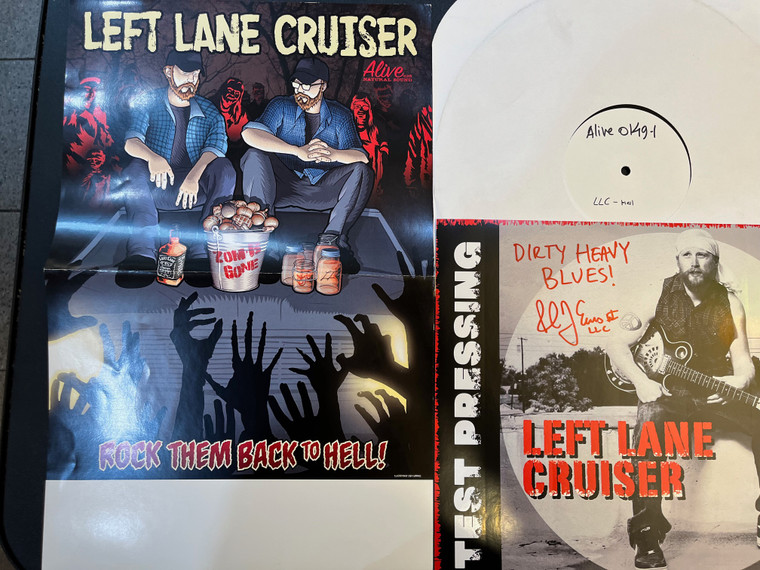 LEFT LANE CRUISER
Alive
NATURAL SOUND
ZOMBIE
GONE
ROCK THEM BACK TO HELL!
Alive 0149-1
LLC - Hell
TEST PRESSING
DIRTY HEAVY
BLUES!
LLC
LEFT LANE
CRUISER